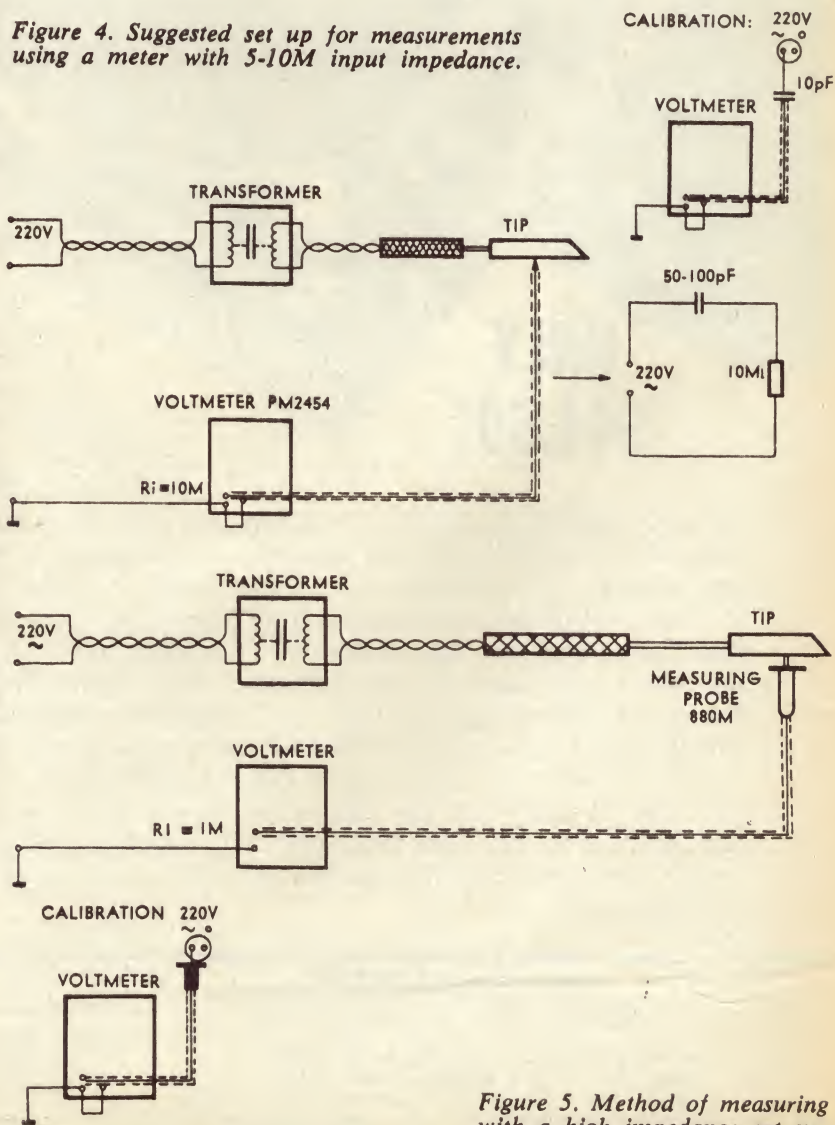 Figure 4. Suggested set up for measurements
using a meter with 5-10M input impedance.
CALIBRATION: 220V
~ o
10pF
VOLTMETER
TRANSFORMER
220V
TIP
50-100pF
220V
~
10M
VOLTMETER PM2454
Ri=10M
TRANSFORMER
220V
~
TIP
MEASURING
PROBE
880M
VOLTMETER
RI = 1M
CALIBRATION 220V
~ o
VOLTMETER
Figure 5. Method of measuring
with a high impedance